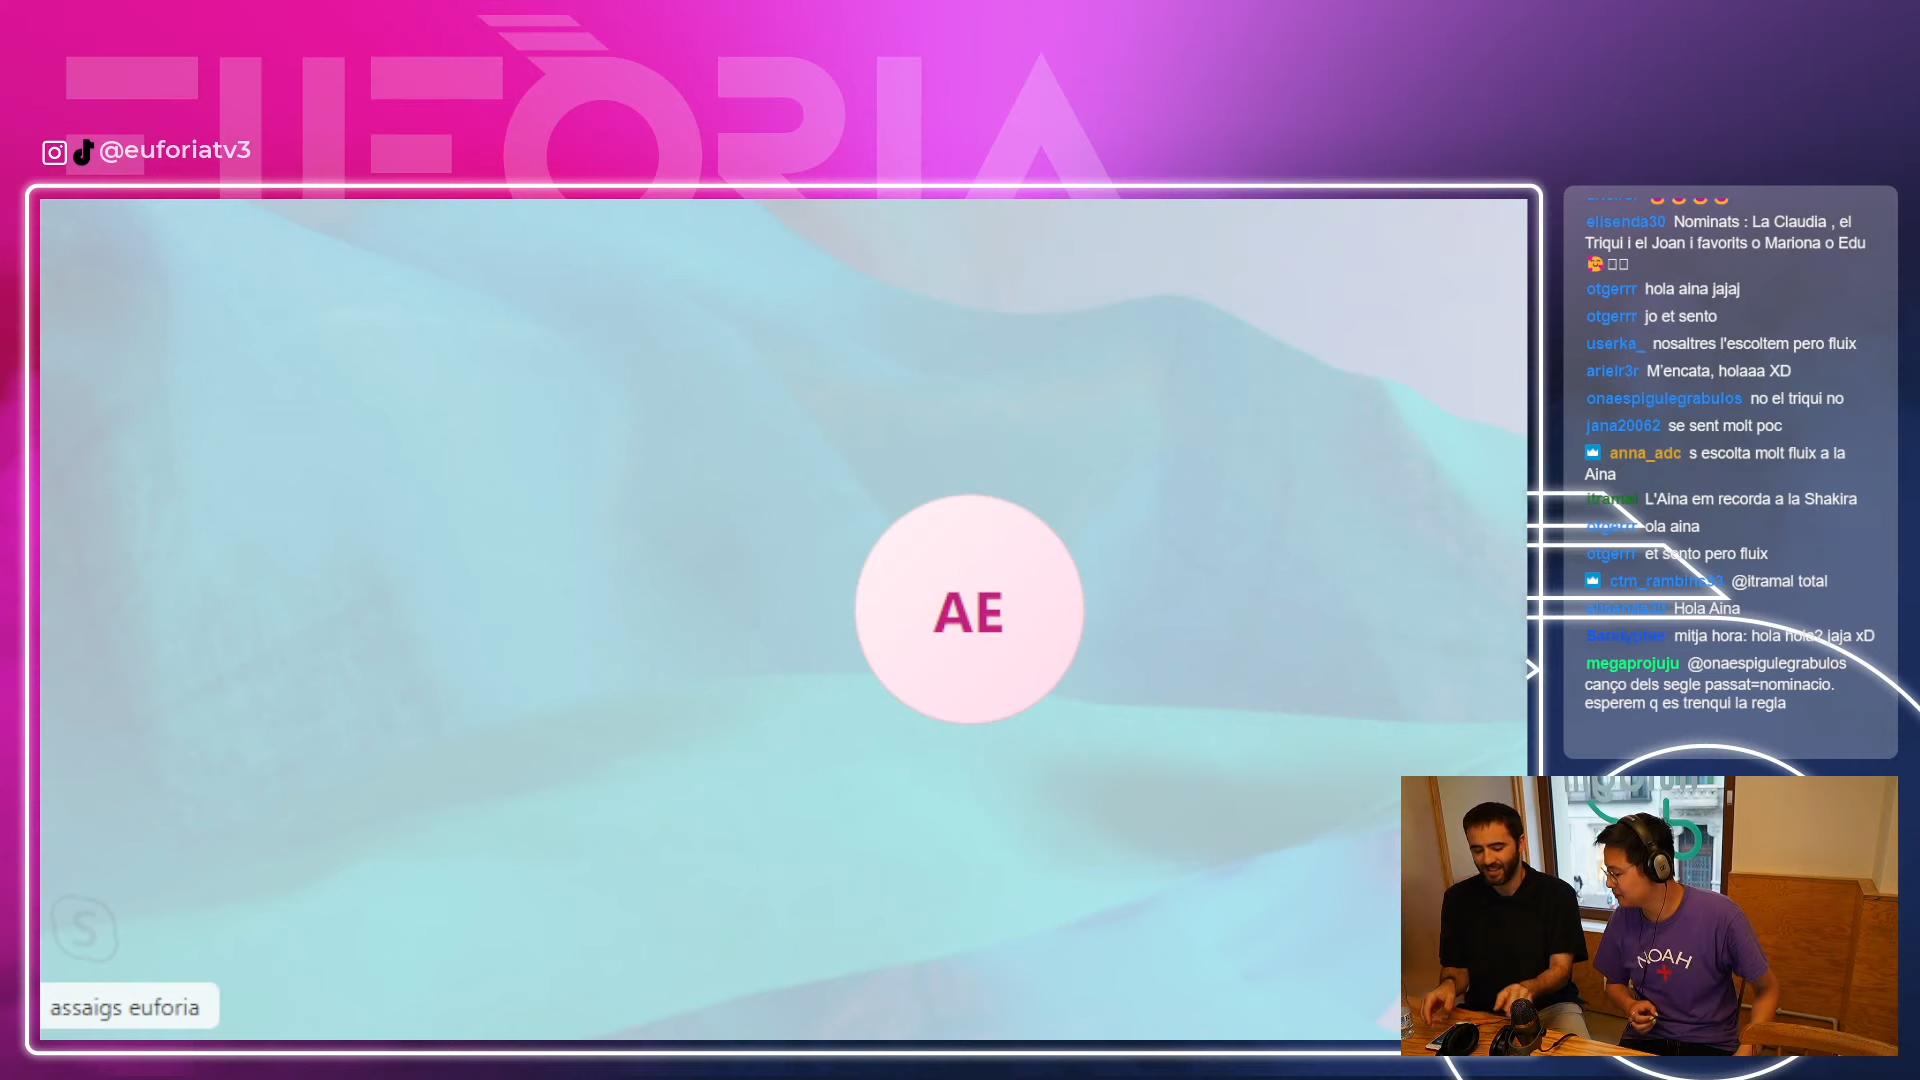 EUFÒRIA
@euforiatv3
elisenda30 Nominats : La Claudia , el
Triqui i el Joan i favorits o Mariona o Edu
otgerrr hola aina jajaj
otgerrr jo et sento
userka_ nosaltres l'escoltem pero fluix
arielr3r M'encata, holaaa XD
onaespigulegrabulos no el triqui no
jana20062 se sent molt poc
anna_adc s escolta molt fluix a la
Aina
itramal L'Aina em recorda a la Shakira
otgerrr ola aina
otgerrr et sento pero fluix
@itramal total
elisenda30 Hola Aina
mitja hora: hola hola? jaja xD
megaprojuju @onaespigulegrabulos
canço dels segle passat=nominacio.
esperem q es trenqui la regla
AE
S
assaigs euforia
NOAH